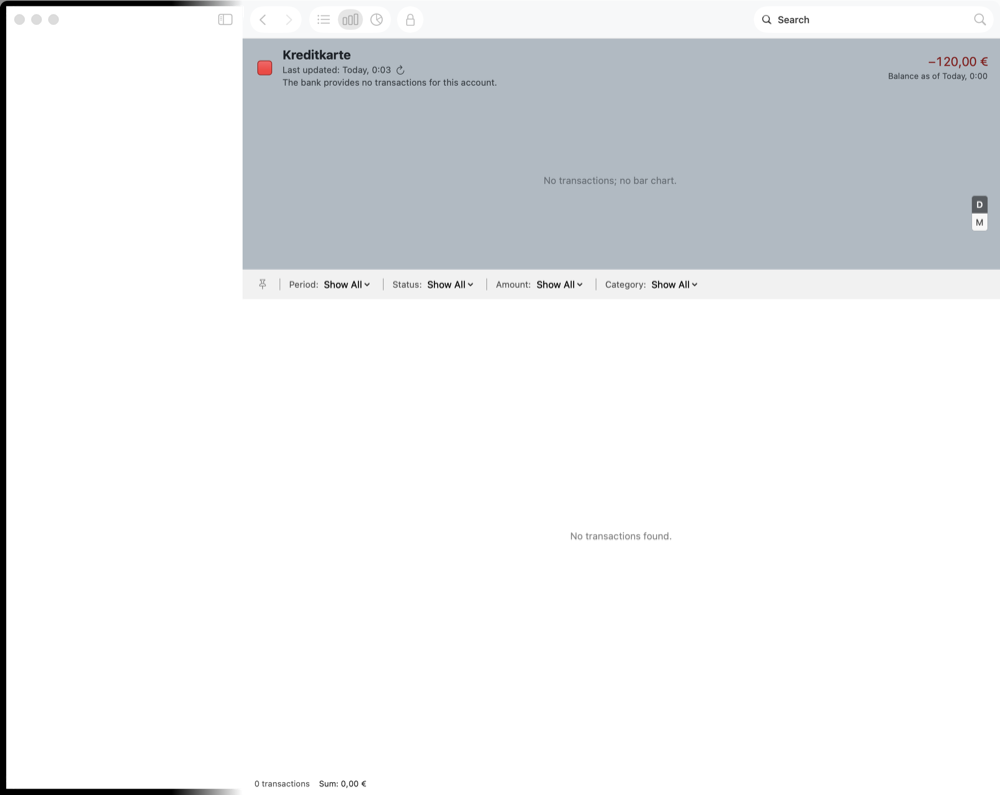 Search
Kreditkarte
Last updated: Today, 0:03
The bank provides no transactions for this account.
−120,00 €
Balance as of Today, 0:00
No transactions; no bar chart.
D
M
Period: Show All Status: Show All Amount: Show All Category: Show All
No transactions found.
0 transactions Sum: 0,00 €